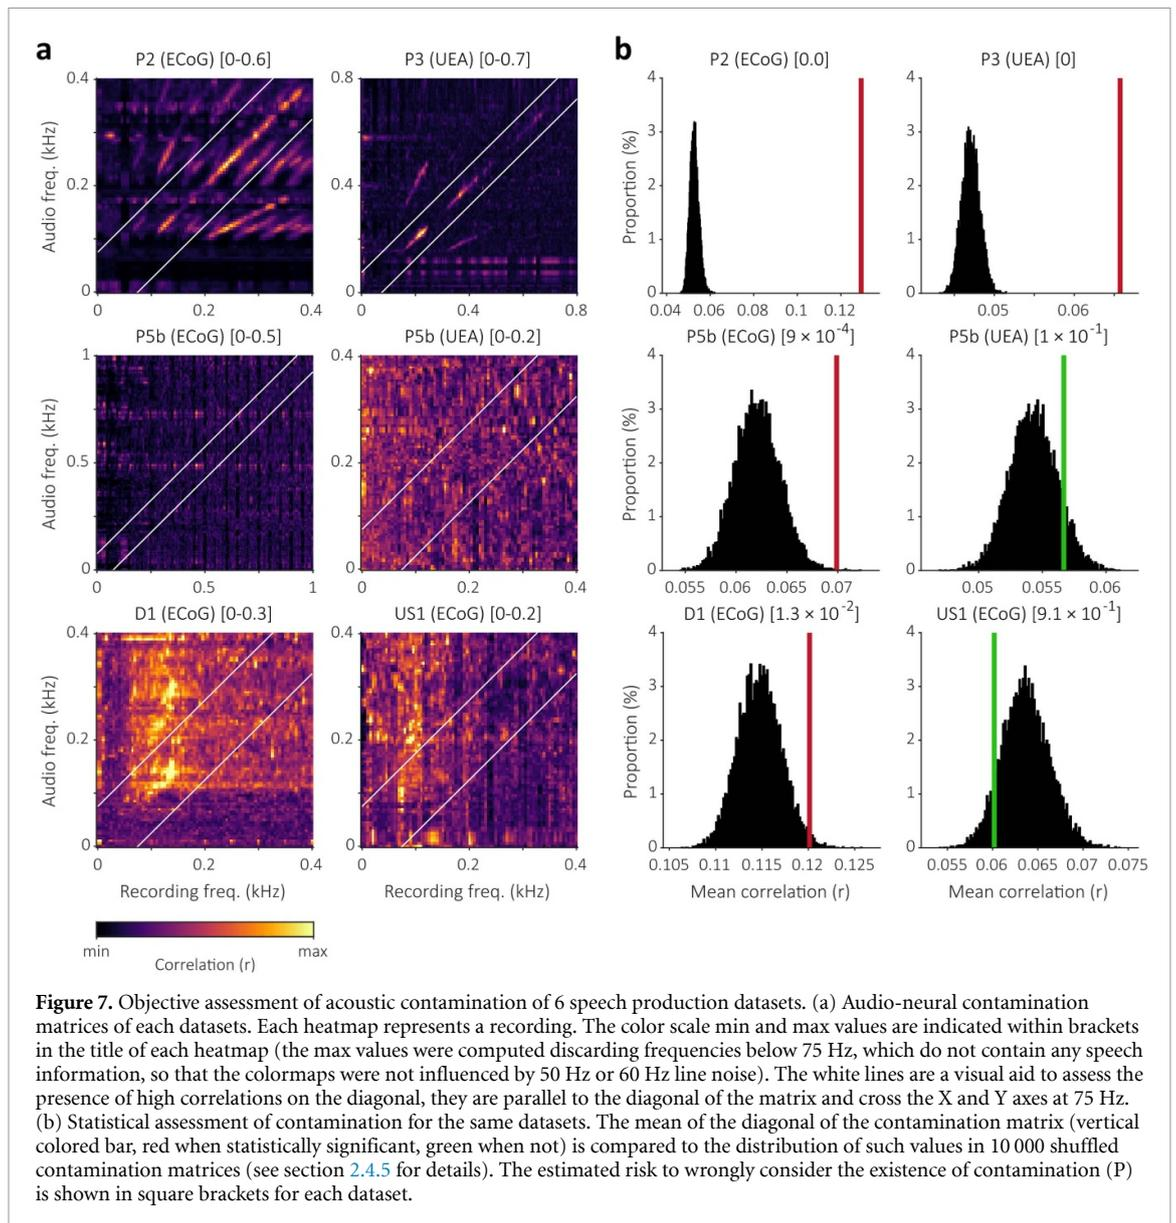 a
b
P2 (ECoG) [0-0.6]
P3 (UEA) [0-0.7]
P2 (ECoG) [0.0]
P3 (UEA) [0]
Audio freq. (kHz)
0.4
0.2
0
0 0.2 0.4
0.8
0.4
0
0 0.4 0.8
Proportion (%)
4
3
2
1
0
0.04 0.06 0.08 0.1 0.12
4
3
2
1
0
0.05 0.06
P5b (ECoG) [0-0.5]
P5b (UEA) [0-0.2]
P5b (ECoG) [9 × 10⁻⁴]
P5b (UEA) [1 × 10⁻¹]
Audio freq. (kHz)
1
0.5
0
0 0.5 1
0.4
0.2
0
0 0.2 0.4
Proportion (%)
4
3
2
1
0
0.055 0.06 0.065 0.07
4
3
2
1
0
0.05 0.055 0.06
D1 (ECoG) [0-0.3]
US1 (ECoG) [0-0.2]
D1 (ECoG) [1.3 × 10⁻²]
US1 (ECoG) [9.1 × 10⁻¹]
Audio freq. (kHz)
0.4
0.2
0
0 0.2 0.4
Recording freq. (kHz)
0.4
0.2
0
0 0.2 0.4
Recording freq. (kHz)
Proportion (%)
4
3
2
1
0
0.105 0.11 0.115 0.12 0.125
Mean correlation (r)
4
3
2
1
0
0.055 0.06 0.065 0.07 0.075
Mean correlation (r)
min max
Correlation (r)
Figure 7. Objective assessment of acoustic contamination of 6 speech production datasets. (a) Audio-neural contamination
matrices of each datasets. Each heatmap represents a recording. The color scale min and max values are indicated within brackets
in the title of each heatmap (the max values were computed discarding frequencies below 75 Hz, which do not contain any speech
information, so that the colormaps were not influenced by 50 Hz or 60 Hz line noise). The white lines are a visual aid to assess the
presence of high correlations on the diagonal, they are parallel to the diagonal of the matrix and cross the X and Y axes at 75 Hz.
(b) Statistical assessment of contamination for the same datasets. The mean of the diagonal of the contamination matrix (vertical
colored bar, red when statistically significant, green when not) is compared to the distribution of such values in 10 000 shuffled
contamination matrices (see section 2.4.5 for details). The estimated risk to wrongly consider the existence of contamination (P)
is shown in square brackets for each dataset.